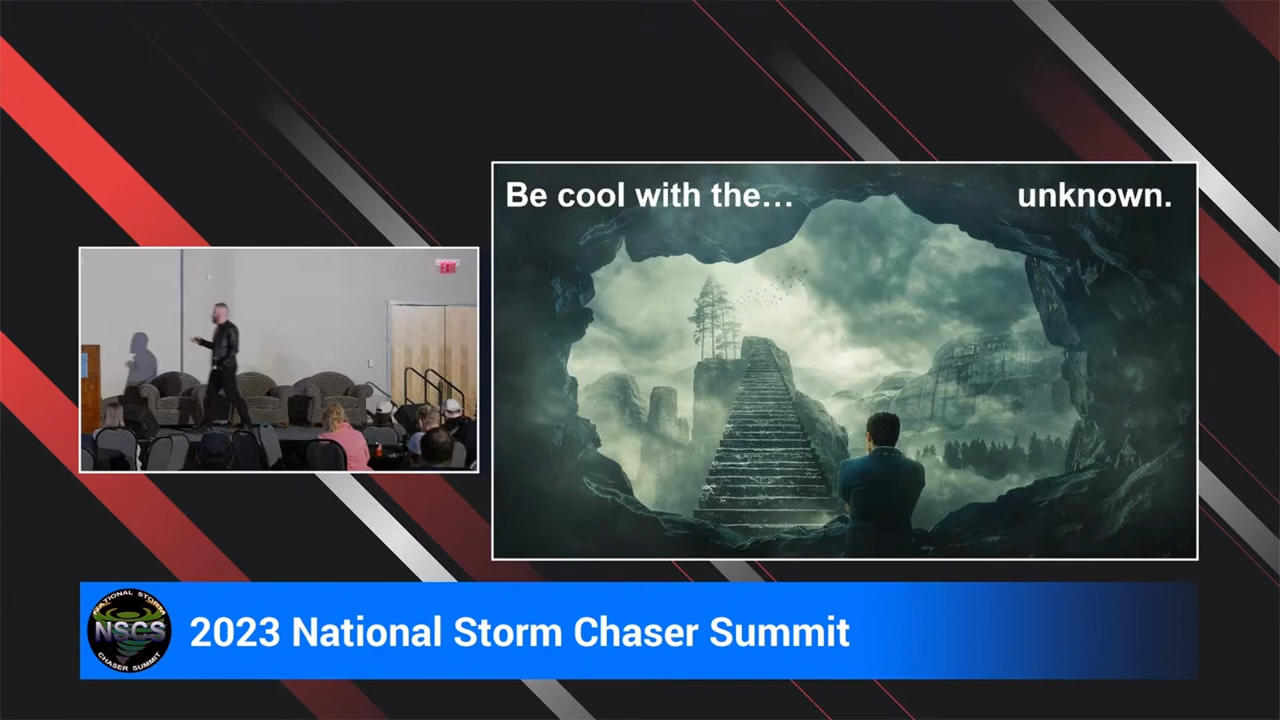 Be cool with the... unknown.
NATIONAL STORM
NSCS
CHASER SUMMIT
2023 National Storm Chaser Summit